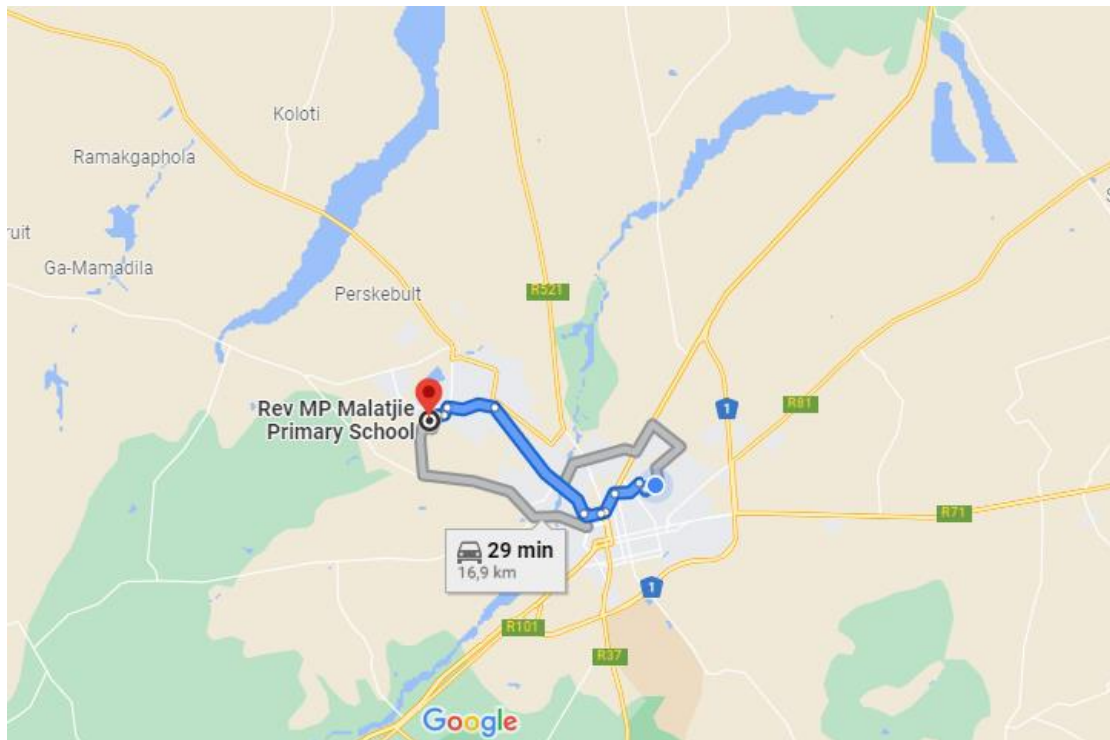 Koloti
Ramakgaphola
ruit
Ga-Mamadila
Perskebult
R521
Rev MP Malatjie
Primary School
1
R81
R71
29 min
16,9 km
1
R101
R37
Google